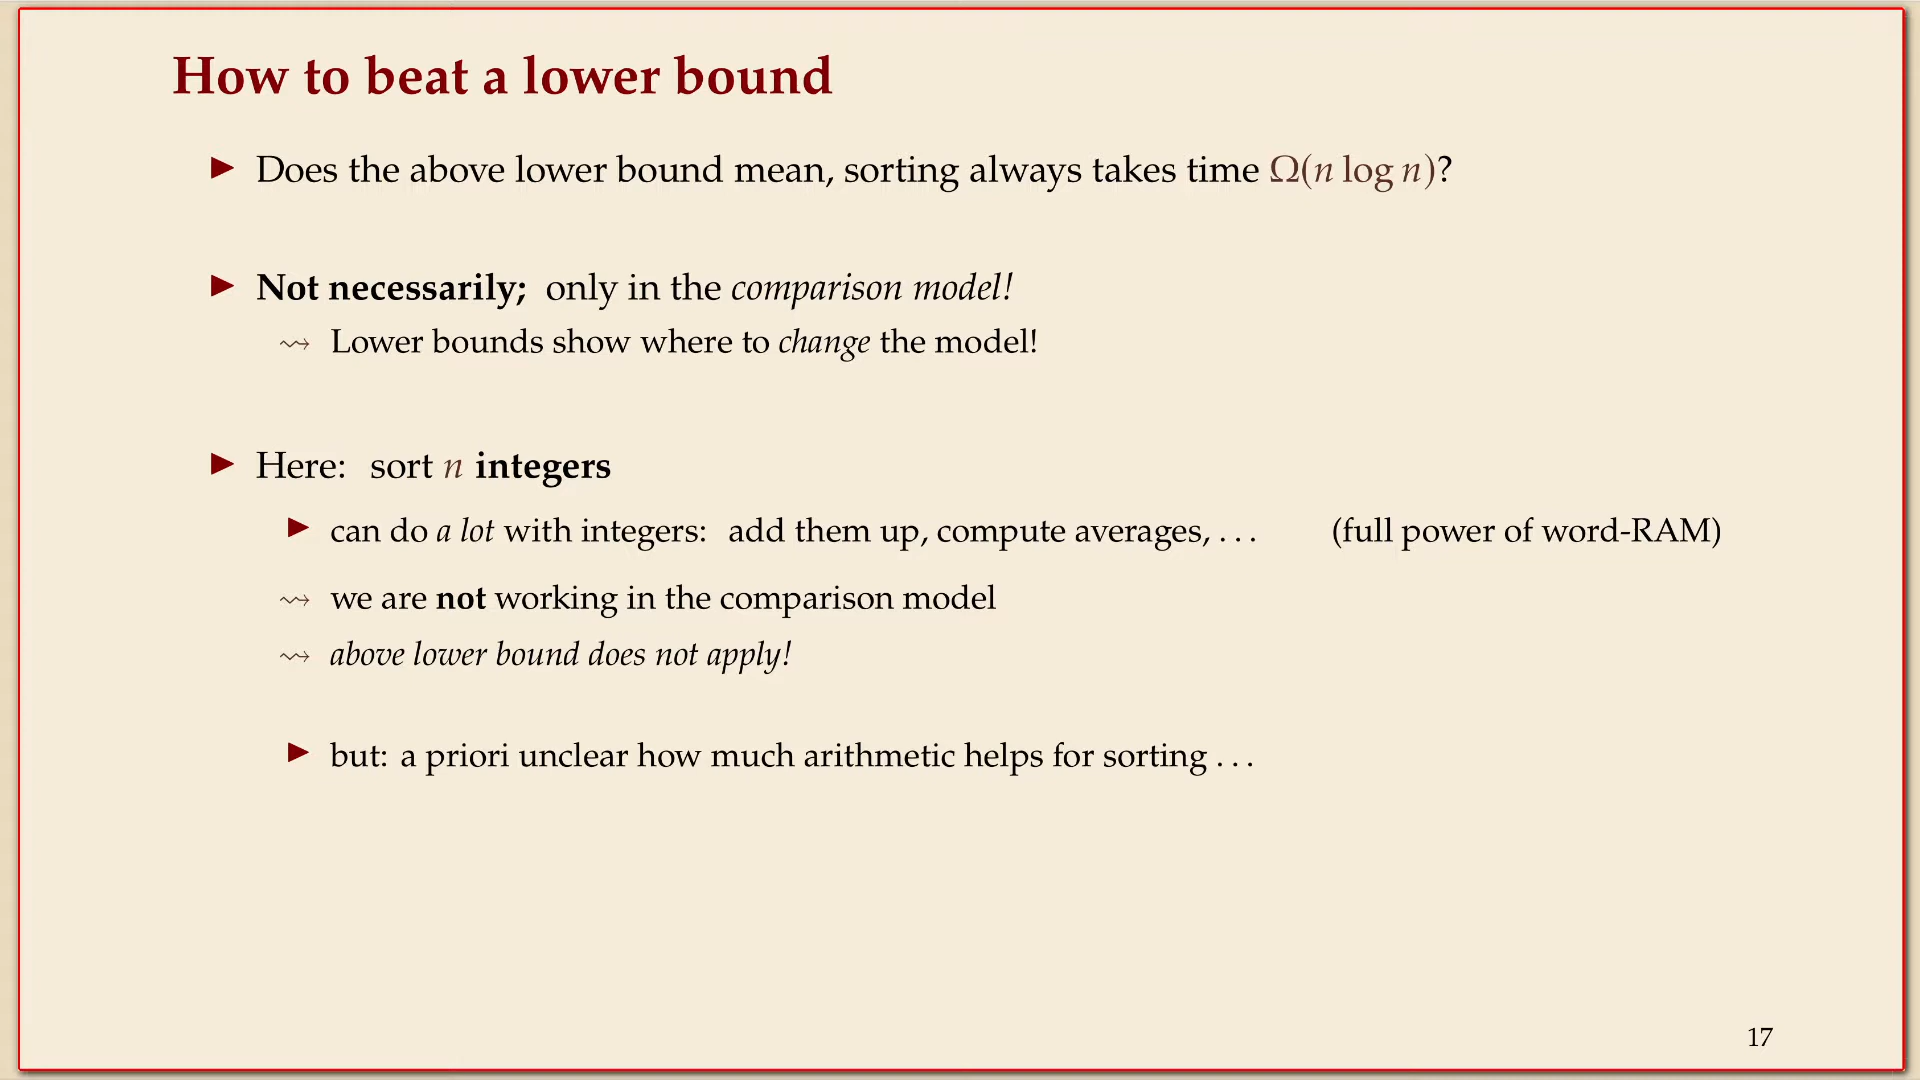 How to beat a lower bound
▶ Does the above lower bound mean, sorting always takes time Ω(n log n)?
▶ Not necessarily; only in the comparison model!
⇝ Lower bounds show where to change the model!
▶ Here: sort n integers
▶ can do a lot with integers: add them up, compute averages, . . . (full power of word-RAM)
⇝ we are not working in the comparison model
⇝ above lower bound does not apply!
▶ but: a priori unclear how much arithmetic helps for sorting . . .
17